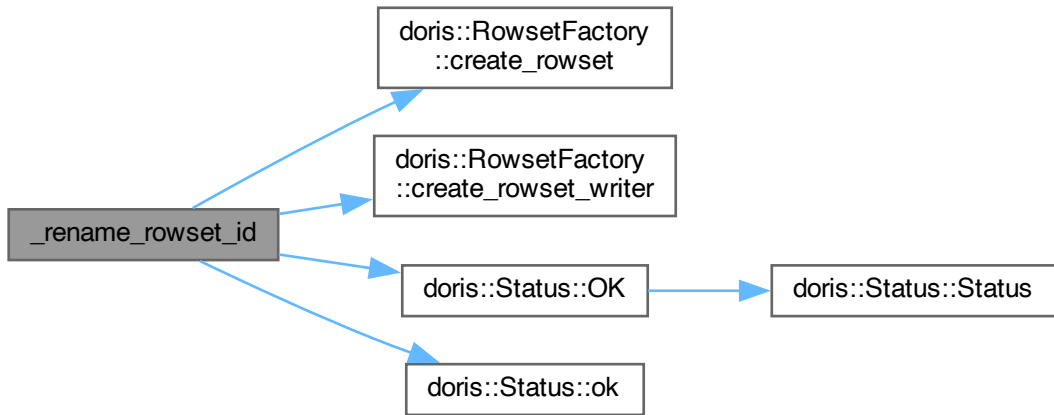 doris::RowsetFactory
::create_rowset
doris::RowsetFactory
::create_rowset_writer
_rename_rowset_id
doris::Status::OK
doris::Status::Status
doris::Status::ok